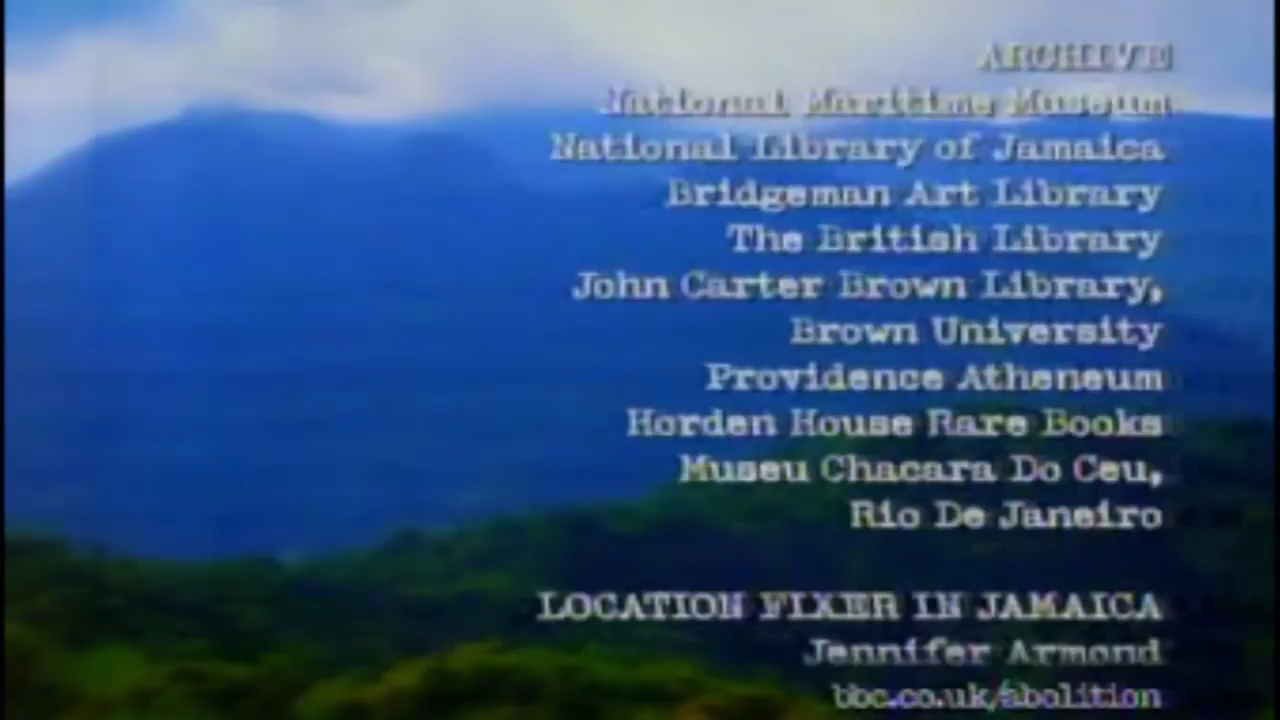 ARCHIVE
National Maritime Museum
National Library of Jamaica
Bridgeman Art Library
The British Library
John Carter Brown Library,
Brown University
Providence Atheneum
Horden House Rare Books
Museu Chacara Do Ceu,
Rio De Janeiro
LOCATION FIXER IN JAMAICA
Jennifer Armond
bbc.co.uk/abolition